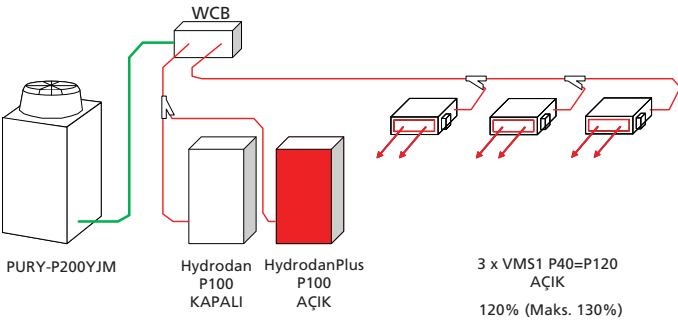 WCB
PURY-P200YJM
Hydrodan
P100
KAPALI
HydrodanPlus
P100
AÇIK
3 x VMS1 P40=P120
AÇIK
120% (Maks. 130%)